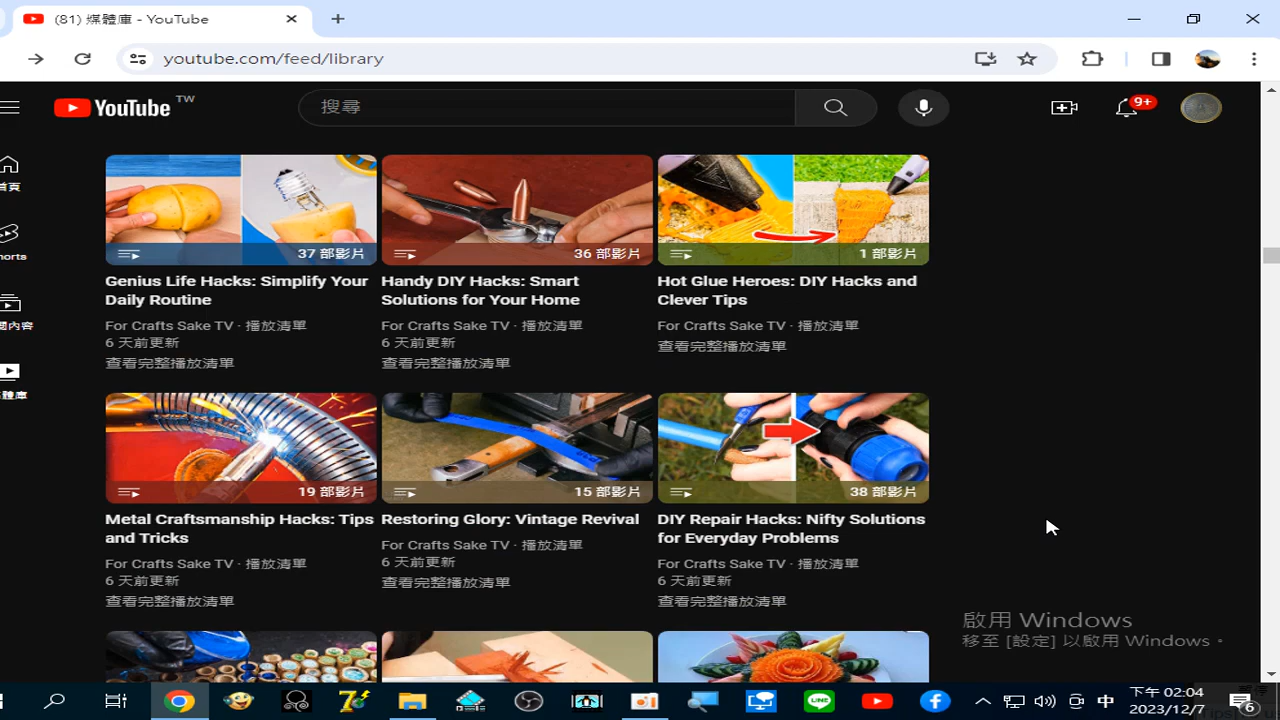 (81) 媒體庫 - YouTube
youtube.com/feed/library
YouTube TW
搜尋
9+
首頁
37 部影片
36 部影片
1 部影片
Genius Life Hacks: Simplify Your
Daily Routine
For Crafts Sake TV · 播放清單
6 天前更新
查看完整播放清單
Handy DIY Hacks: Smart
Solutions for Your Home
For Crafts Sake TV · 播放清單
6 天前更新
查看完整播放清單
Hot Glue Heroes: DIY Hacks and
Clever Tips
For Crafts Sake TV · 播放清單
查看完整播放清單
horts
閱內容
體庫
19 部影片
15 部影片
38 部影片
Metal Craftsmanship Hacks: Tips
and Tricks
For Crafts Sake TV · 播放清單
6 天前更新
查看完整播放清單
Restoring Glory: Vintage Revival
For Crafts Sake TV · 播放清單
6 天前更新
查看完整播放清單
DIY Repair Hacks: Nifty Solutions
for Everyday Problems
For Crafts Sake TV · 播放清單
6 天前更新
查看完整播放清單
啟用 Windows
移至 [設定] 以啟用 Windows。
LINE
中
下午 02:04
2023/12/7
6